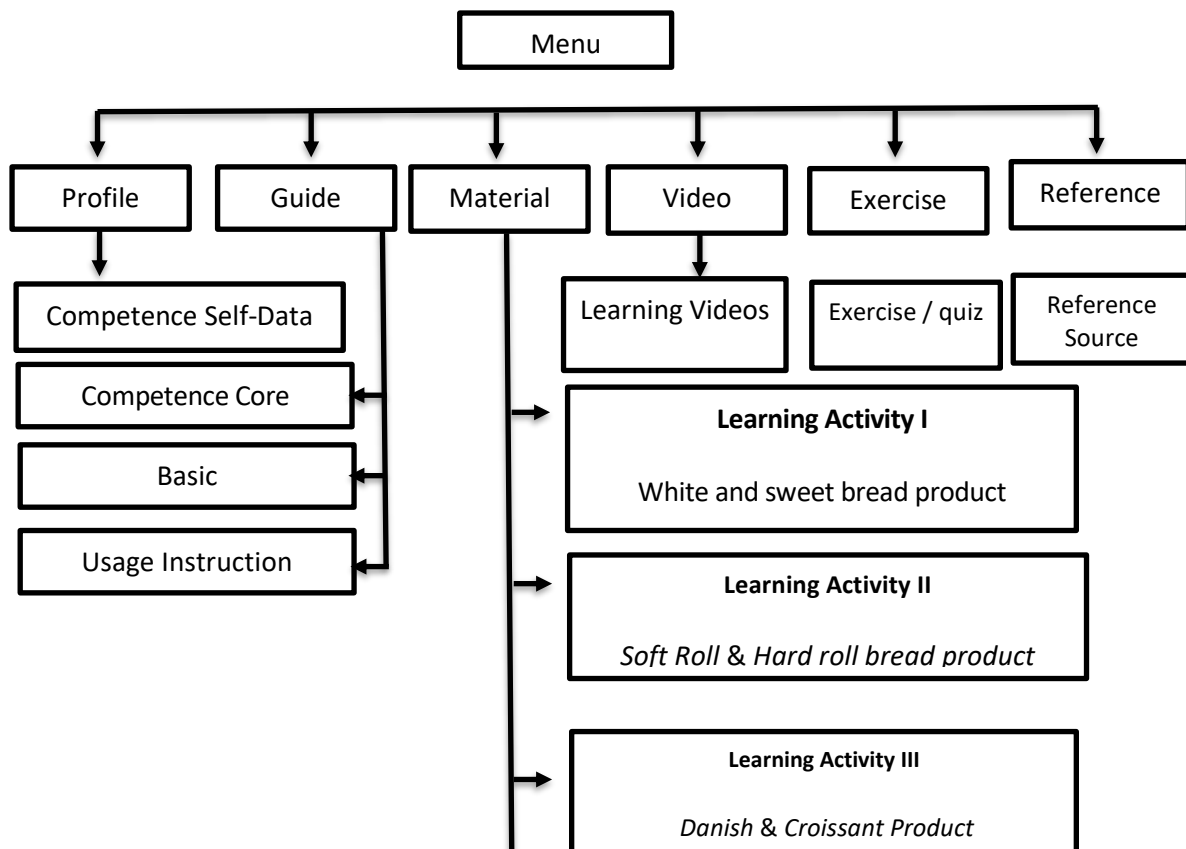 Menu
Profile
Guide
Material
Video
Exercise
Reference
Competence Self-Data
Learning Videos
Exercise / quiz
Reference
Source
Competence Core
Basic
Usage Instruction
Learning Activity I
White and sweet bread product
Learning Activity II
Soft Roll & Hard roll bread product
Learning Activity III
Danish & Croissant Product